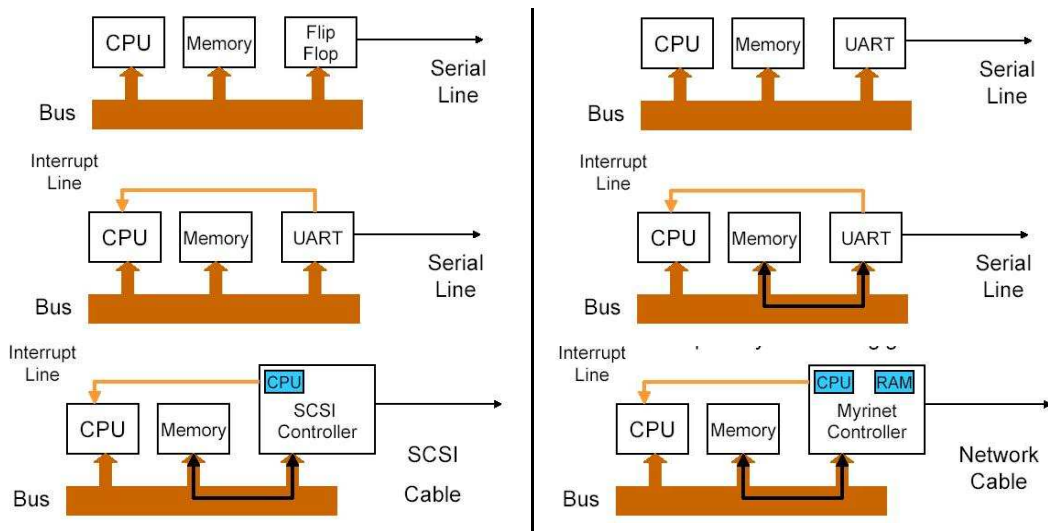 CPU
Memory
Flip
Flop
Serial
Line
Bus
CPU
Memory
UART
Serial
Line
Bus
Interrupt
Line
CPU
Memory
UART
Serial
Line
Bus
Interrupt
Line
CPU
Memory
UART
Serial
Line
Bus
Interrupt
Line
CPU
CPU
Memory
SCSI
Controller
SCSI
Cable
Bus
Interrupt
Line
CPU
RAM
CPU
Memory
Myrinet
Controller
Network
Cable
Bus